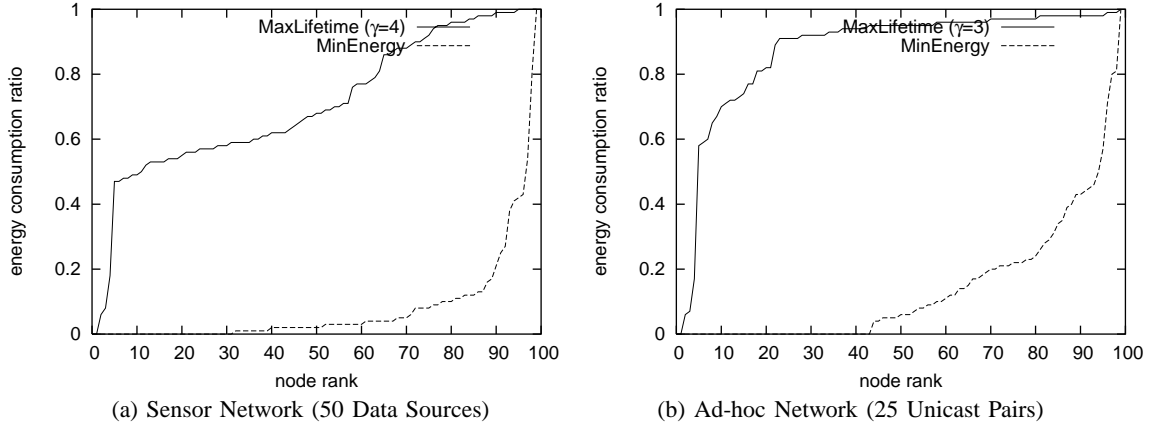 MaxLifetime (γ=4)
MinEnergy
energy consumption ratio
1
0.8
0.6
0.4
0.2
0
0 10 20 30 40 50 60 70 80 90 100
node rank
(a) Sensor Network (50 Data Sources)
MaxLifetime (γ=3)
MinEnergy
energy consumption ratio
1
0.8
0.6
0.4
0.2
0
0 10 20 30 40 50 60 70 80 90 100
node rank
(b) Ad-hoc Network (25 Unicast Pairs)